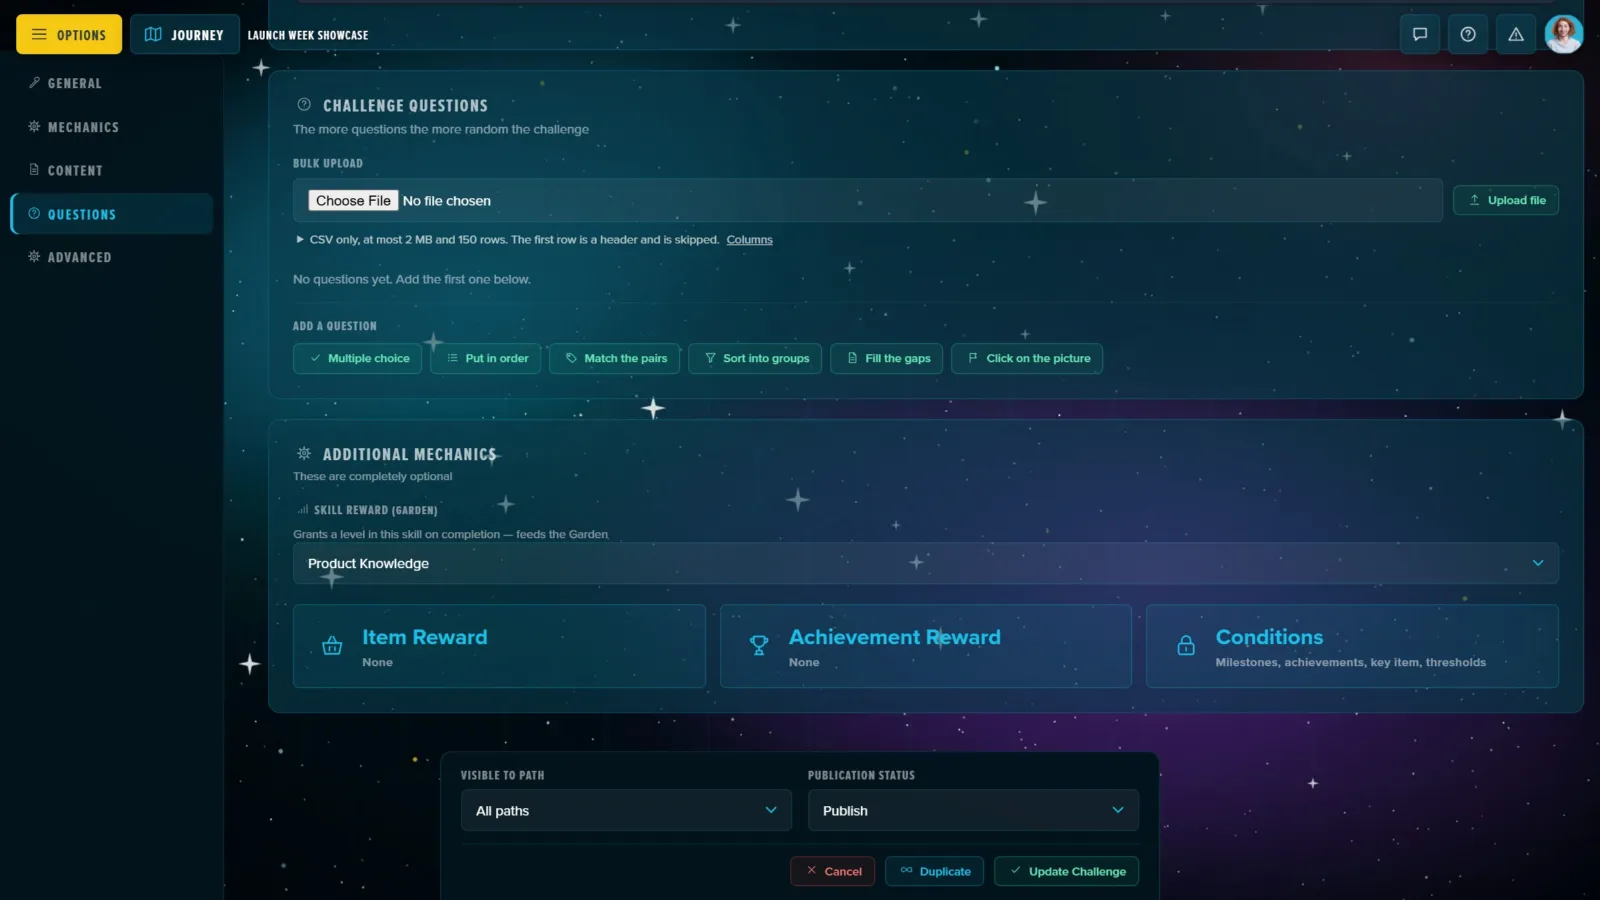 OPTIONS
JOURNEY
LAUNCH WEEK SHOWCASE
GENERAL
MECHANICS
CONTENT
QUESTIONS
ADVANCED
CHALLENGE QUESTIONS
The more questions the more random the challenge
BULK UPLOAD
Choose File No file chosen
Upload file
CSV only, at most 2 MB and 150 rows. The first row is a header and is skipped. Columns
No questions yet. Add the first one below.
ADD A QUESTION
Multiple choice
Put in order
Match the pairs
Sort into groups
Fill the gaps
Click on the picture
ADDITIONAL MECHANICS
These are completely optional
SKILL REWARD (GARDEN)
Grants a level in this skill on completion — feeds the Garden
Product Knowledge
Item Reward
None
Achievement Reward
None
Conditions
Milestones, achievements, key item, thresholds
VISIBLE TO PATH
All paths
PUBLICATION STATUS
Publish
Cancel
Duplicate
Update Challenge